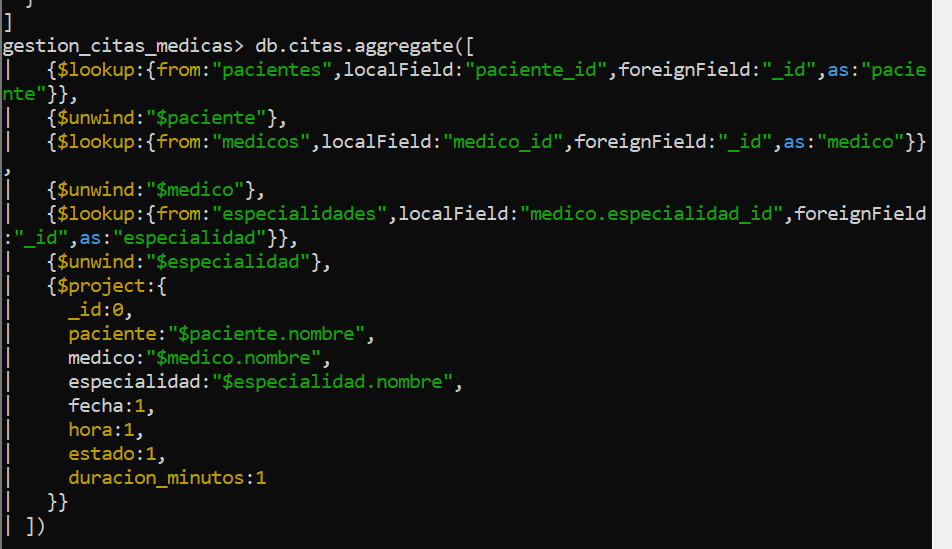 ]
gestion_citas_medicas> db.citas.aggregate([
|   {$lookup:{from:"pacientes",localField:"paciente_id",foreignField:"_id",as:"pacie
nte"}},
|   {$unwind:"$paciente"},
|   {$lookup:{from:"medicos",localField:"medico_id",foreignField:"_id",as:"medico"}}
,
|   {$unwind:"$medico"},
|   {$lookup:{from:"especialidades",localField:"medico.especialidad_id",foreignField
:"_id",as:"especialidad"}},
|   {$unwind:"$especialidad"},
|   {$project:{
|     _id:0,
|     paciente:"$paciente.nombre",
|     medico:"$medico.nombre",
|     especialidad:"$especialidad.nombre",
|     fecha:1,
|     hora:1,
|     estado:1,
|     duracion_minutos:1
|   }}
| ])